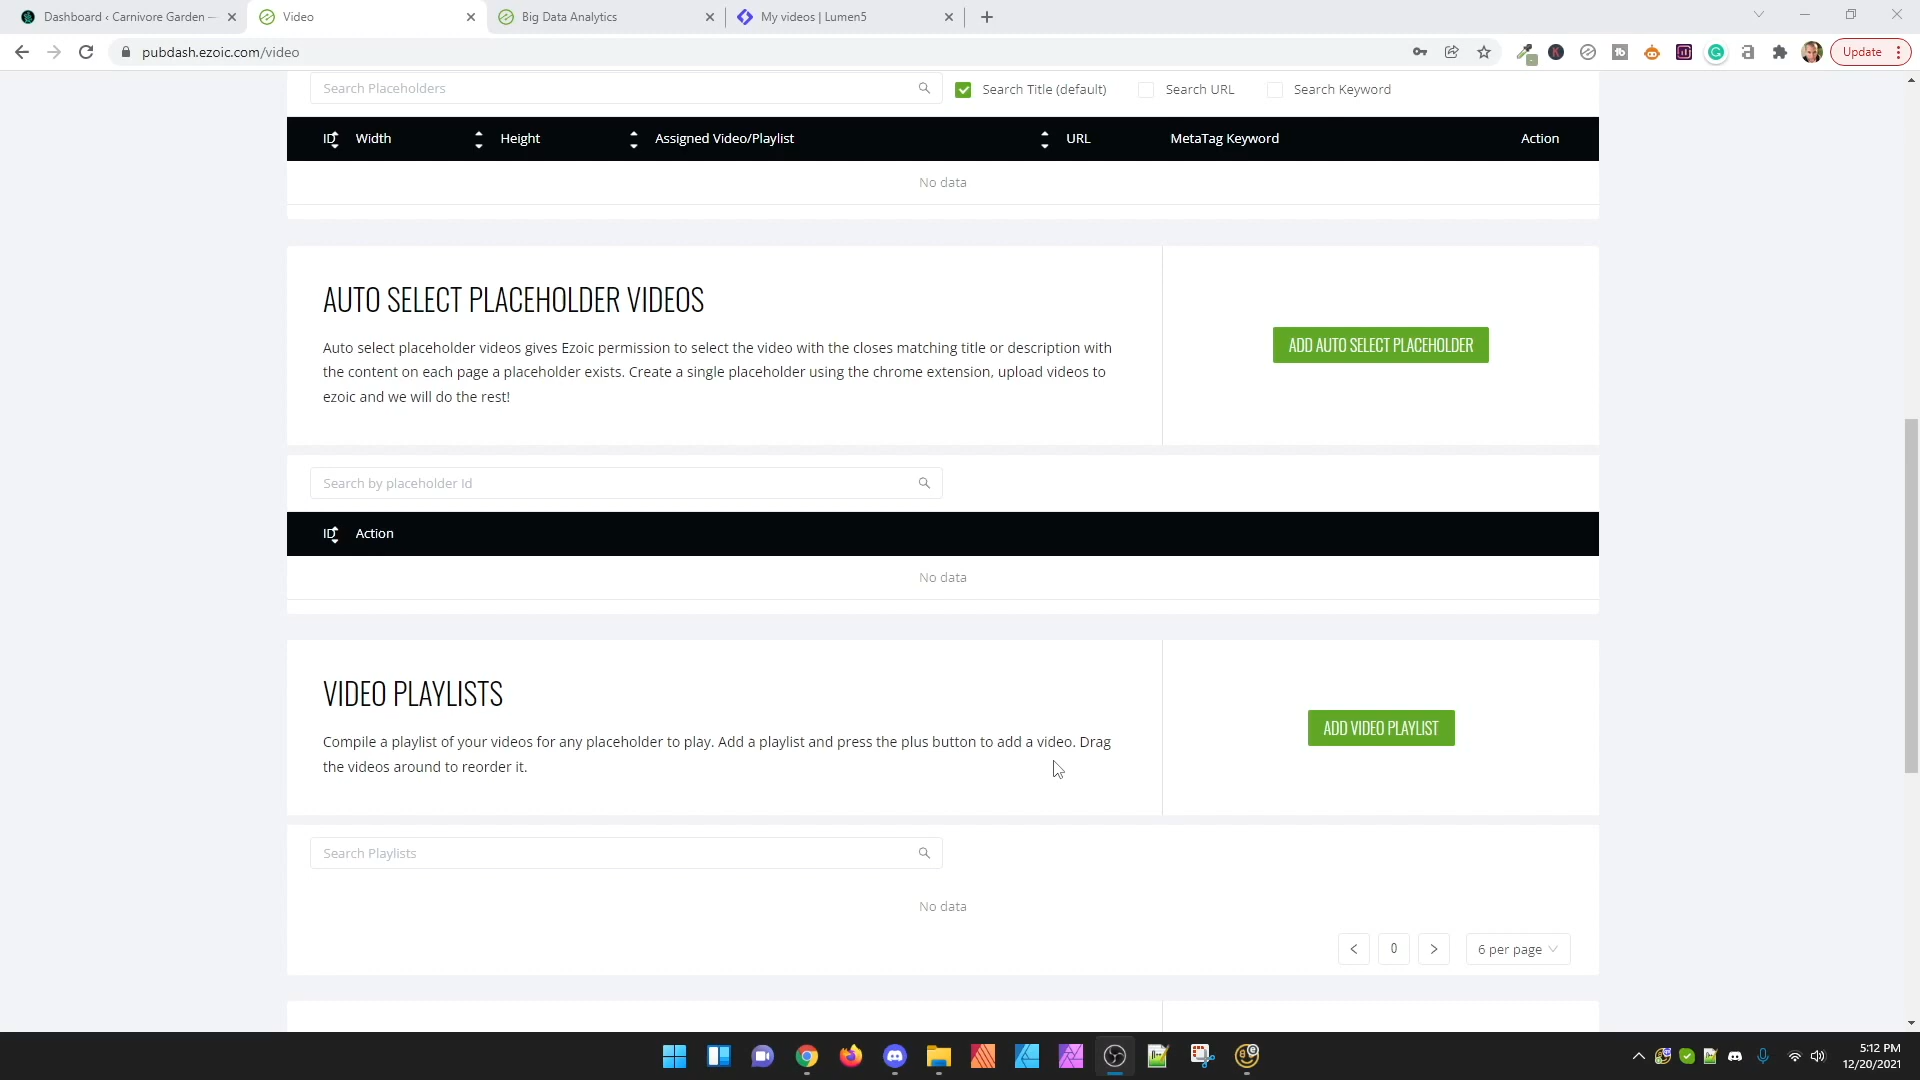 Dashboard ‹ Carnivore Garden —
Video
Big Data Analytics
My videos | Lumen5
pubdash.ezoic.com/video
Update
Search Placeholders
Search Title (default)
Search URL
Search Keyword
ID
Width
Height
Assigned Video/Playlist
URL
MetaTag Keyword
Action
No data
AUTO SELECT PLACEHOLDER VIDEOS
Auto select placeholder videos gives Ezoic permission to select the video with the closes matching title or description with
the content on each page a placeholder exists. Create a single placeholder using the chrome extension, upload videos to
ezoic and we will do the rest!
ADD AUTO SELECT PLACEHOLDER
Search by placeholder Id
ID
Action
No data
VIDEO PLAYLISTS
Compile a playlist of your videos for any placeholder to play. Add a playlist and press the plus button to add a video. Drag
the videos around to reorder it.
ADD VIDEO PLAYLIST
Search Playlists
No data
0
6 per page
5:12 PM
12/20/2021